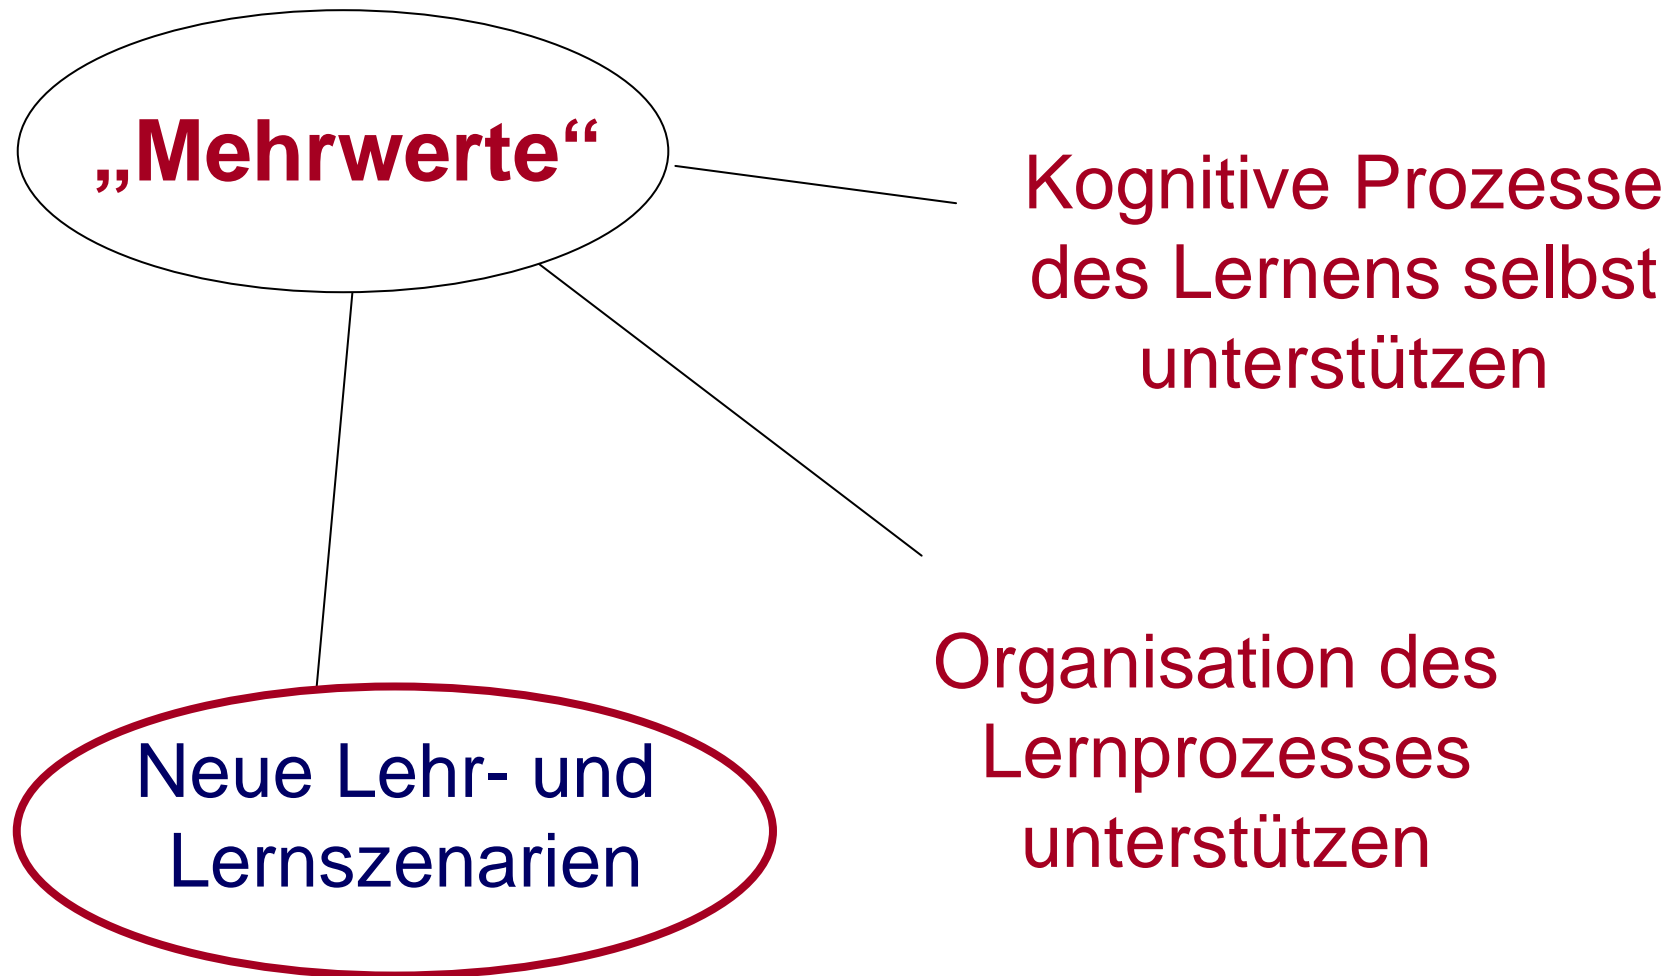 „Mehrwerte“
Kognitive Prozesse
des Lernens selbst
unterstützen
Organisation des
Lernprozesses
unterstützen
Neue Lehr- und
Lernszenarien